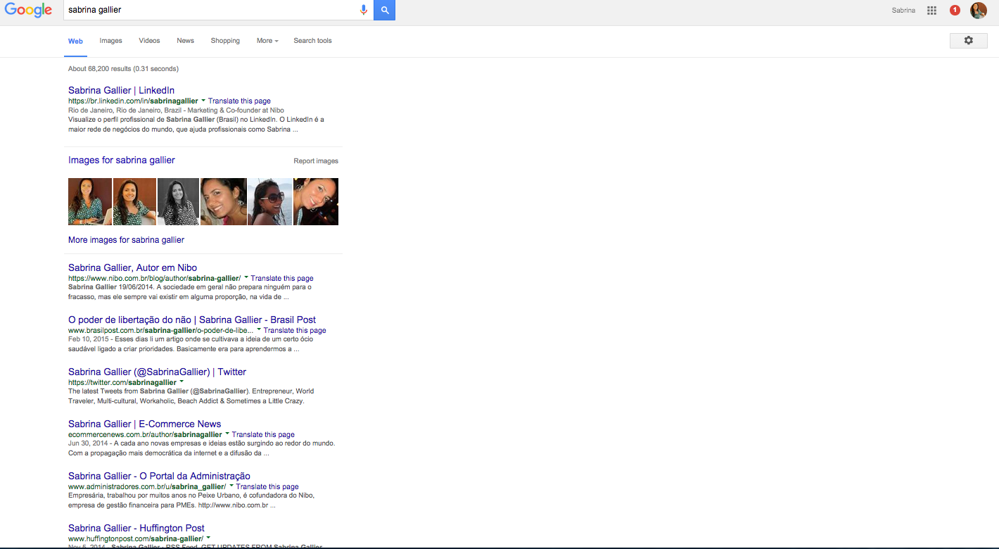 Google
sabrina gallier
Sabrina
1
Web Images Videos News Shopping More Search tools
About 68,200 results (0.31 seconds)
Sabrina Gallier | LinkedIn
https://br.linkedin.com/in/sabrinagallier Translate this page
Rio de Janeiro, Rio de Janeiro, Brazil - Marketing & Co-founder at Nibo
Visualize o perfil profissional de Sabrina Gallier (Brasil) no LinkedIn. O LinkedIn é a
maior rede de negócios do mundo, que ajuda profissionais como Sabrina ...
Images for sabrina gallier Report images
More images for sabrina gallier
Sabrina Gallier, Autor em Nibo
https://www.nibo.com.br/blog/author/sabrina-gallier/ Translate this page
Sabrina Gallier 19/06/2014. A sociedade em geral não prepara ninguém para o
fracasso, mas ele sempre vai existir em alguma proporção, na vida de ...
O poder de libertação do não | Sabrina Gallier - Brasil Post
www.brasilpost.com.br/sabrina-gallier/o-poder-de-libe... Translate this page
Feb 10, 2015 - Esses dias li um artigo onde se cultivava a ideia de um certo ócio
saudável ligado a criar prioridades. Basicamente era para aprendermos a ...
Sabrina Gallier (@SabrinaGallier) | Twitter
https://twitter.com/sabrinagallier
The latest Tweets from Sabrina Gallier (@SabrinaGallier). Entrepreneur, World
Traveler, Multi-cultural, Workaholic, Beach Addict & Sometimes a Little Crazy.
Sabrina Gallier | E-Commerce News
ecommercenews.com.br/author/sabrinagallier Translate this page
Jun 30, 2014 - A cada ano novas empresas e ideias estão surgindo ao redor do mundo.
Com a propagação mais democrática da internet e a difusão da ...
Sabrina Gallier - O Portal da Administração
www.administradores.com.br/u/sabrina_gallier/ Translate this page
Empresária, trabalhou por muitos anos no Peixe Urbano, é cofundadora do Nibo,
empresa de gestão financeira para PMEs. http://www.nibo.com.br ...
Sabrina Gallier - Huffington Post
www.huffingtonpost.com/sabrina-gallier/
Nov 5, 2014 - Sabrina Gallier · RSS Feed. GET UPDATES FROM Sabrina Gallier